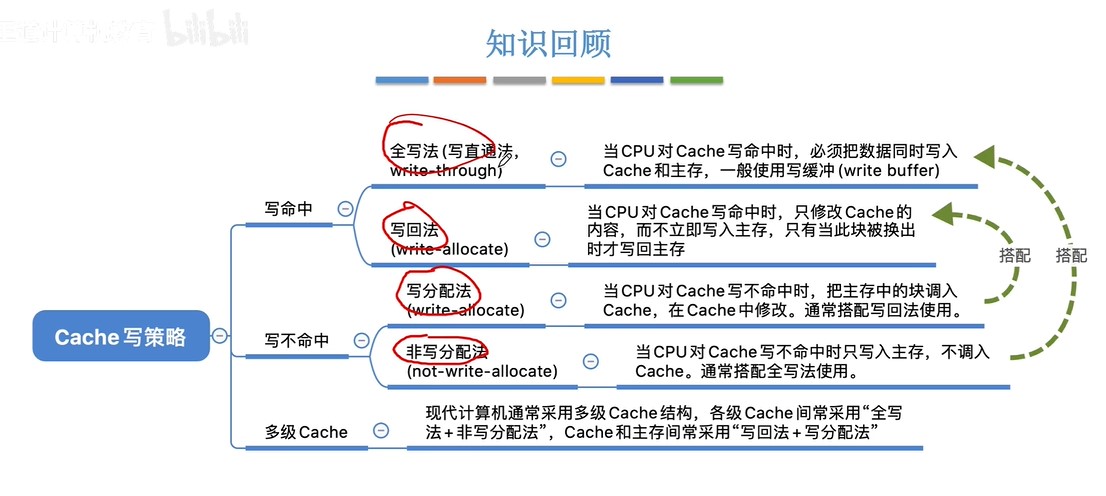 bilibili
知识回顾
全写法(写直通法,
write-through)
当CPU对Cache写命中时，必须把数据同时写入
Cache和主存，一般使用写缓冲(write buffer)
写命中
写回法
(write-allocate)
当CPU对Cache写命中时，只修改Cache的
内容，而不立即写入主存，只有当此块被换出
时才写回主存
搭配
搭配
写分配法
(write-allocate)
当CPU对Cache写不命中时，把主存中的块调入
Cache，在Cache中修改。通常搭配写回法使用。
Cache写策略
写不命中
非写分配法
(not-write-allocate)
当CPU对Cache写不命中时只写入主存，不调入
Cache。通常搭配全写法使用。
多级Cache
现代计算机通常采用多级Cache结构，各级Cache间常采用“全写
法+非写分配法”，Cache和主存间常采用“写回法+写分配法”